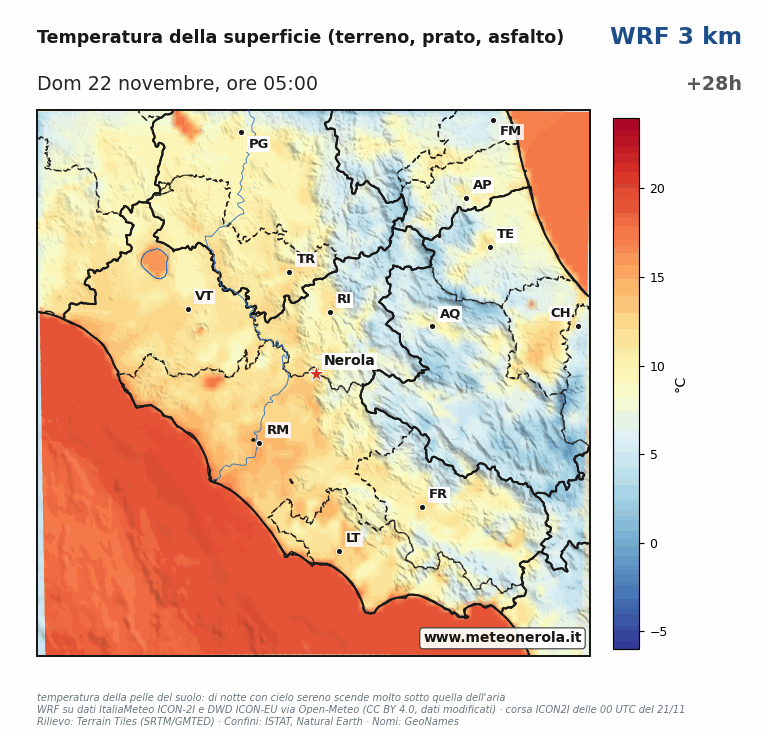 Temperatura della superficie (terreno, prato, asfalto)
WRF 3 km
Dom 22 novembre, ore 05:00
+28h
FM
PG
AP
TE
TR
VT
RI
AQ
CH
Nerola
RM
FR
LT
www.meteonerola.it
20
15
10
5
0
−5
°C
temperatura della pelle del suolo: di notte con cielo sereno scende molto sotto quella dell'aria
WRF su dati ItaliaMeteo ICON-2I e DWD ICON-EU via Open-Meteo (CC BY 4.0, dati modificati) · corsa ICON2I delle 00 UTC del 21/11
Rilievo: Terrain Tiles (SRTM/GMTED) · Confini: ISTAT, Natural Earth · Nomi: GeoNames